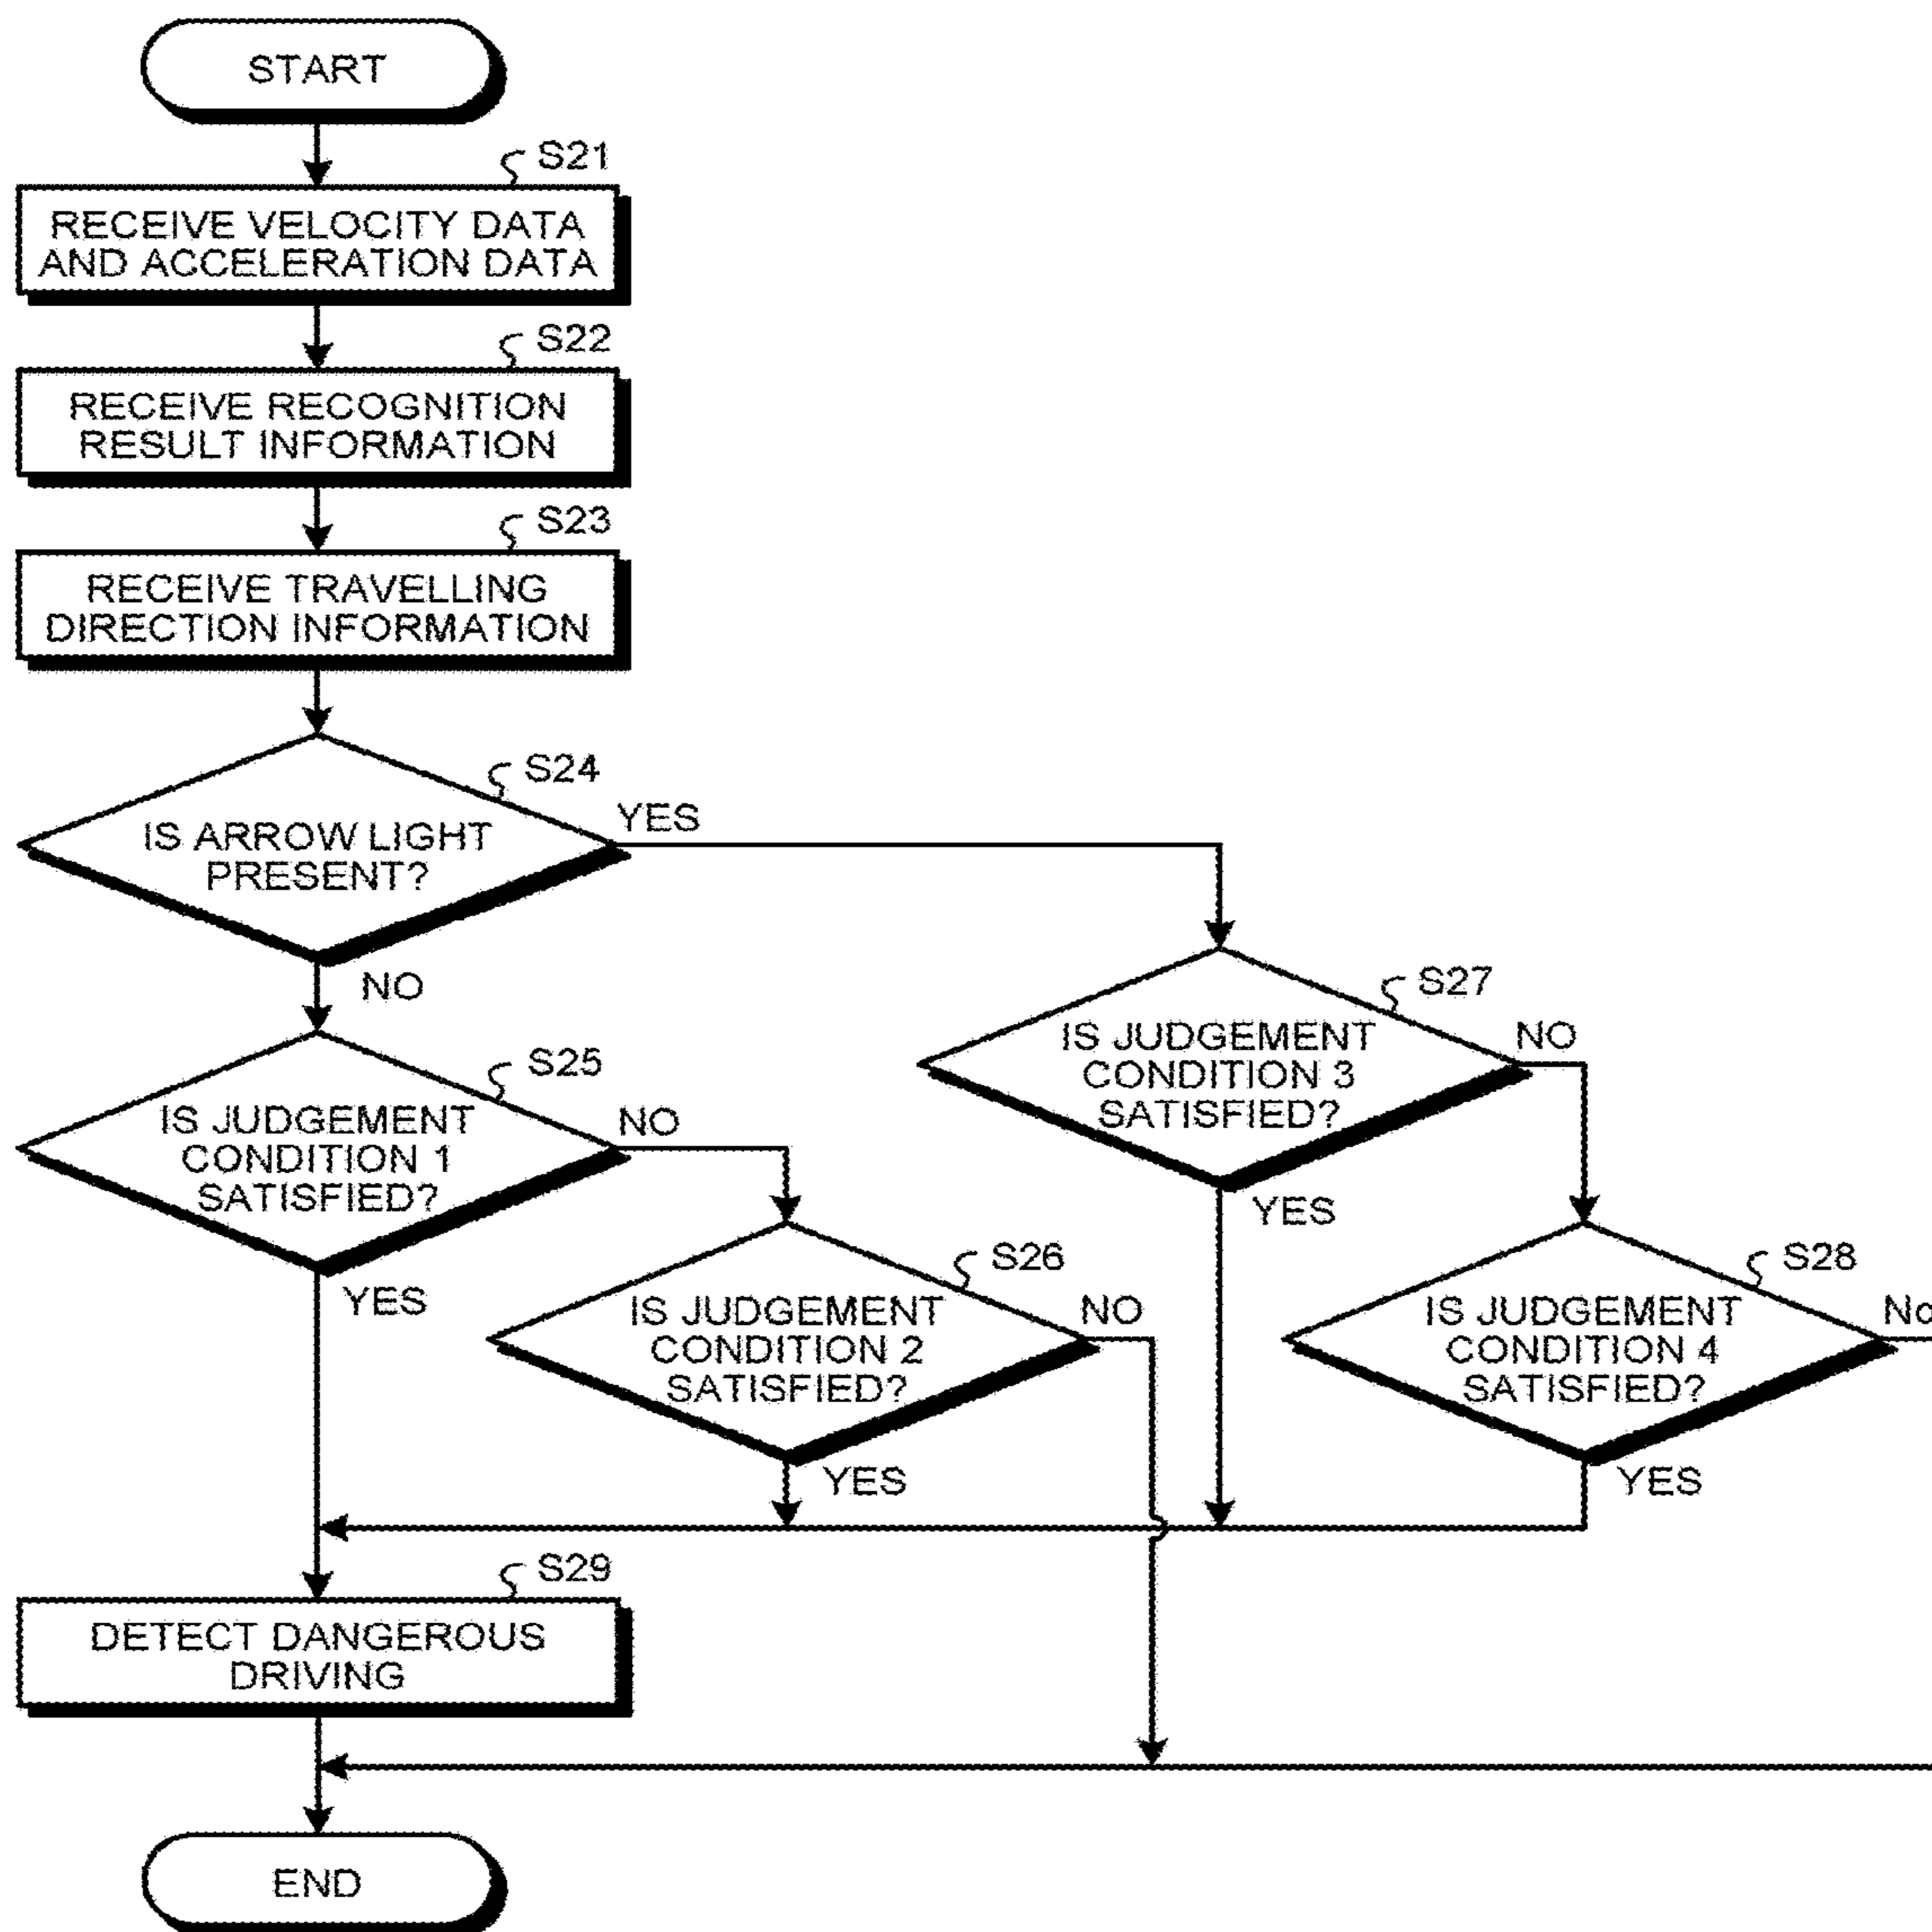 START
S21
RECEIVE VELOCITY DATA
AND ACCELERATION DATA
S22
RECEIVE RECOGNITION
RESULT INFORMATION
S23
RECEIVE TRAVELLING
DIRECTION INFORMATION
S24
IS ARROW LIGHT
PRESENT?
YES
NO
S25
IS JUDGEMENT
CONDITION 1
SATISFIED?
NO
YES
S26
IS JUDGEMENT
CONDITION 2
SATISFIED?
NO
YES
S27
IS JUDGEMENT
CONDITION 3
SATISFIED?
NO
YES
S28
IS JUDGEMENT
CONDITION 4
SATISFIED?
No
YES
S29
DETECT DANGEROUS
DRIVING
END